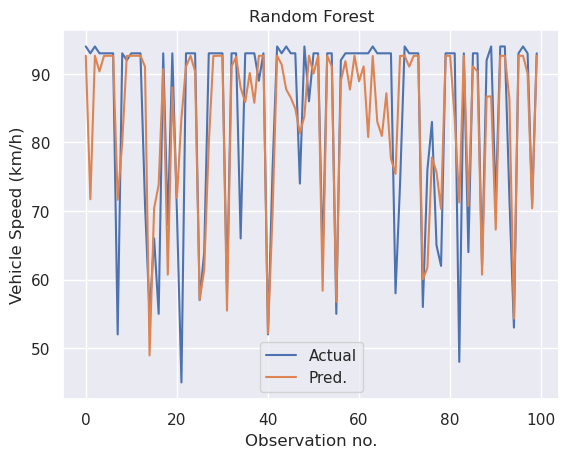 Random Forest
Vehicle Speed (km/h)
90
80
70
60
50
Actual
Pred.
0 20 40 60 80 100
Observation no.